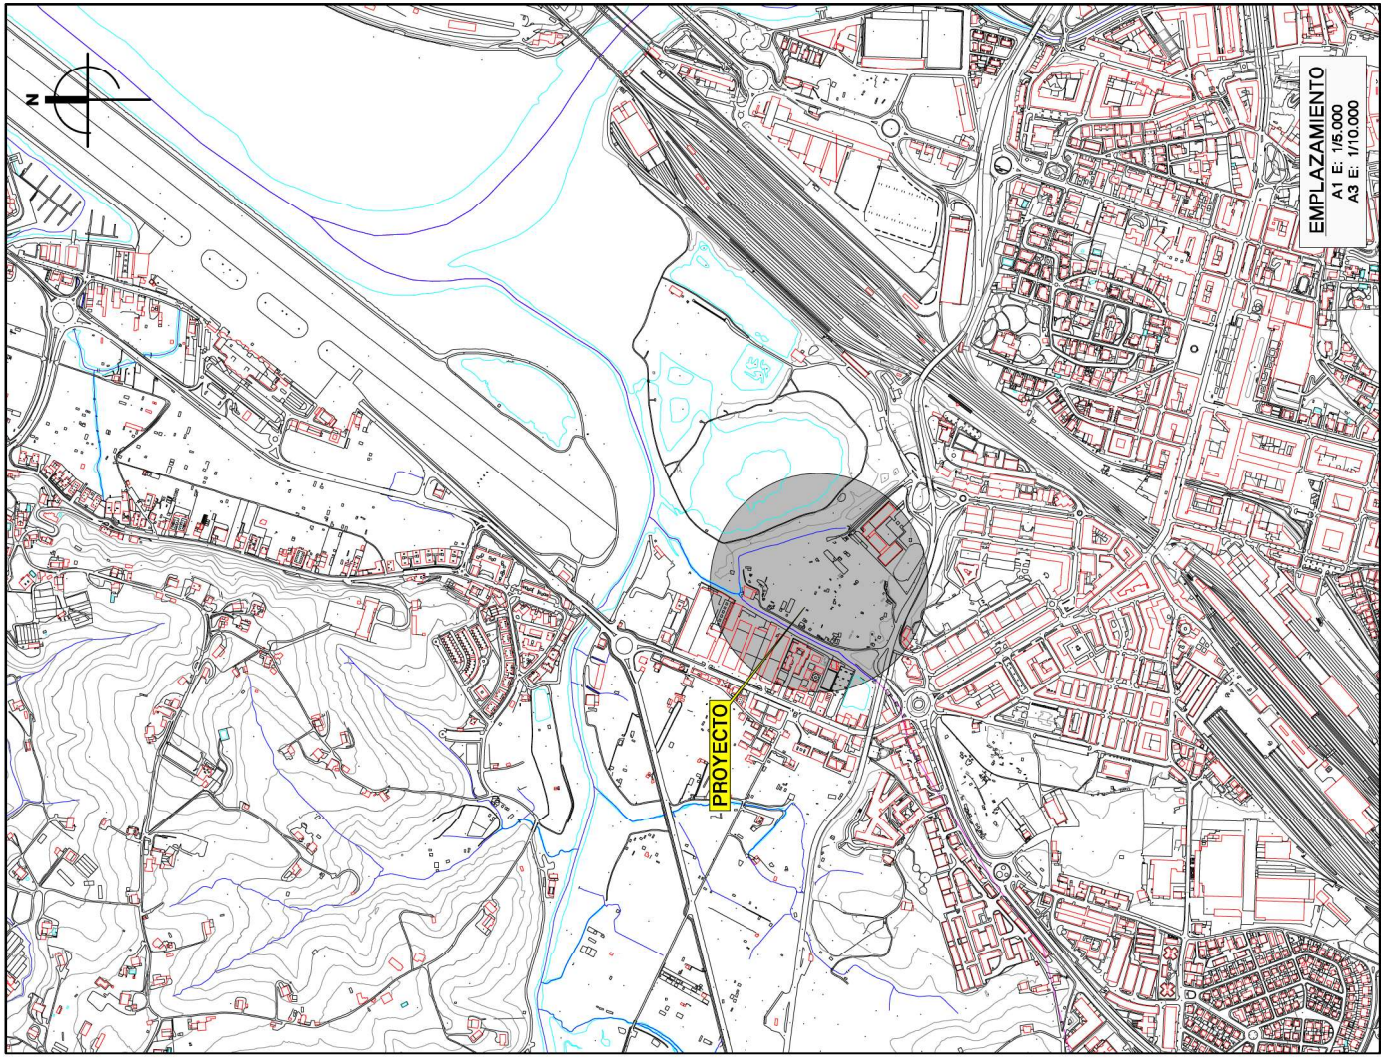 N
PROYECTO
EMPLAZAMIENTO
A1 E: 1/5.000
A3 E: 1/10.000